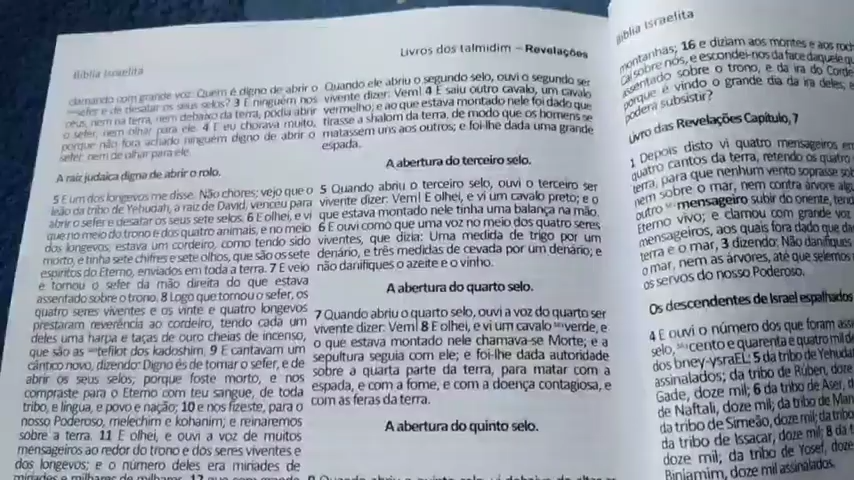 Bíblia Israelita
Livros dos talmidim – Revelações
clamando com grande voz: Quem é digno de abrir o
sefer e de desatar os seus selos? 3 E ninguém nos
céus, nem na terra, nem debaixo da terra, podia abrir
o sefer, nem olhar para ele. 4 E eu chorava muito,
porque não fora achado ninguém digno de abrir o
sefer, nem de olhar para ele.
A raiz judaica digna de abrir o rolo.
5 E um dos longevos me disse: Não chores; veja que o
leão da tribo de Yehudah, a raiz de David, venceu para
abrir o sefer e desatar os seus sete selos. 6 E olhei, e vi
que no meio do trono e dos quatro animais, e no meio
dos longevos, estava um cordeiro, como tendo sido
morto, e tinha sete chifres e sete olhos, que são os sete
espíritos do Eterno, enviados em toda a terra. 7 E veio
e tomou o sefer da mão direita do que estava
assentado sobre o trono. 8 Logo que tomou o sefer, os
quatro seres viventes e os vinte e quatro longevos
prestaram reverência ao cordeiro, tendo cada um
deles uma harpa e taças de ouro cheias de incenso,
que são as tefilot dos kadoshim. 9 E cantavam um
cântico novo, dizendo: Digno és de tomar o sefer, e de
abrir os seus selos; porque foste morto, e nos
compraste para o Eterno com teu sangue, de toda
tribo, e língua, e povo e nação; 10 e nos fizeste, para o
nosso Poderoso, melechim e kohanim; e reinaremos
sobre a terra. 11 E olhei, e ouvi a voz de muitos
mensageiros ao redor do trono e dos seres viventes e
dos longevos; e o número deles era miríades de
miríades e milhares de milhares, 12 que com grande
Quando ele abriu o segundo selo, ouvi o segundo ser
vivente dizer: Vem! 4 E saiu outro cavalo, um cavalo
vermelho; e ao que estava montado nele foi dado que
tirasse a shalom da terra, de modo que os homens se
matassem uns aos outros; e foi-lhe dada uma grande
espada.
A abertura do terceiro selo.
5 Quando abriu o terceiro selo, ouvi o terceiro ser
vivente dizer: Vem! E olhei, e vi um cavalo preto; e o
que estava montado nele tinha uma balança na mão.
6 E ouvi como que uma voz no meio dos quatro seres
viventes, que dizia: Uma medida de trigo por um
denário, e três medidas de cevada por um denário; e
não danifiques o azeite e o vinho.
A abertura do quarto selo.
7 Quando abriu o quarto selo, ouvi a voz do quarto ser
vivente dizer: Vem! 8 E olhei, e vi um cavalo verde, e
o que estava montado nele chamava-se Morte; e a
sepultura seguia com ele; e foi-lhe dada autoridade
sobre a quarta parte da terra, para matar com a
espada, e com a fome, e com a doença contagiosa, e
com as feras da terra.
A abertura do quinto selo.
9 Quando abriu o quinto selo, vi debaixo do altar as
Bíblia Israelita
montanhas; 16 e diziam aos montes e aos
Caí sobre nós, e escondei-nos da face daquele
assentado sobre o trono, e da ira do
porque é vindo o grande dia da ira deles; e
poderá subsistir?
Livro das Revelações Capítulo, 7
1 Depois disto vi quatro mensageiros em
quatro cantos da terra, retendo os quatro
terra, para que nenhum vento soprasse
nem sobre o mar, nem contra árvore
outro mensageiro subir do oriente,
Eterno vivo; e clamou com grande voz
mensageiros, aos quais fora dado que
terra e o mar, 3 dizendo: Não danifiques
o mar, nem as árvores, até que selemos
os servos do nosso Poderoso.
Os descendentes de Israel espalhados
4 E ouvi o número dos que foram
selo, cento e quarenta e quatro mil
dos bney-ysraEL: 5 da tribo de Yehudah
assinalados; da tribo de Rúben,
Gade, doze mil; 6 da tribo de Aser,
de Naftali, doze mil; da tribo de
da tribo de Simeão, doze mil; da tribo
da tribo de Issacar, doze mil; 8 da
doze mil; da tribo de Yosef,
Biniamim, doze mil assinalados.